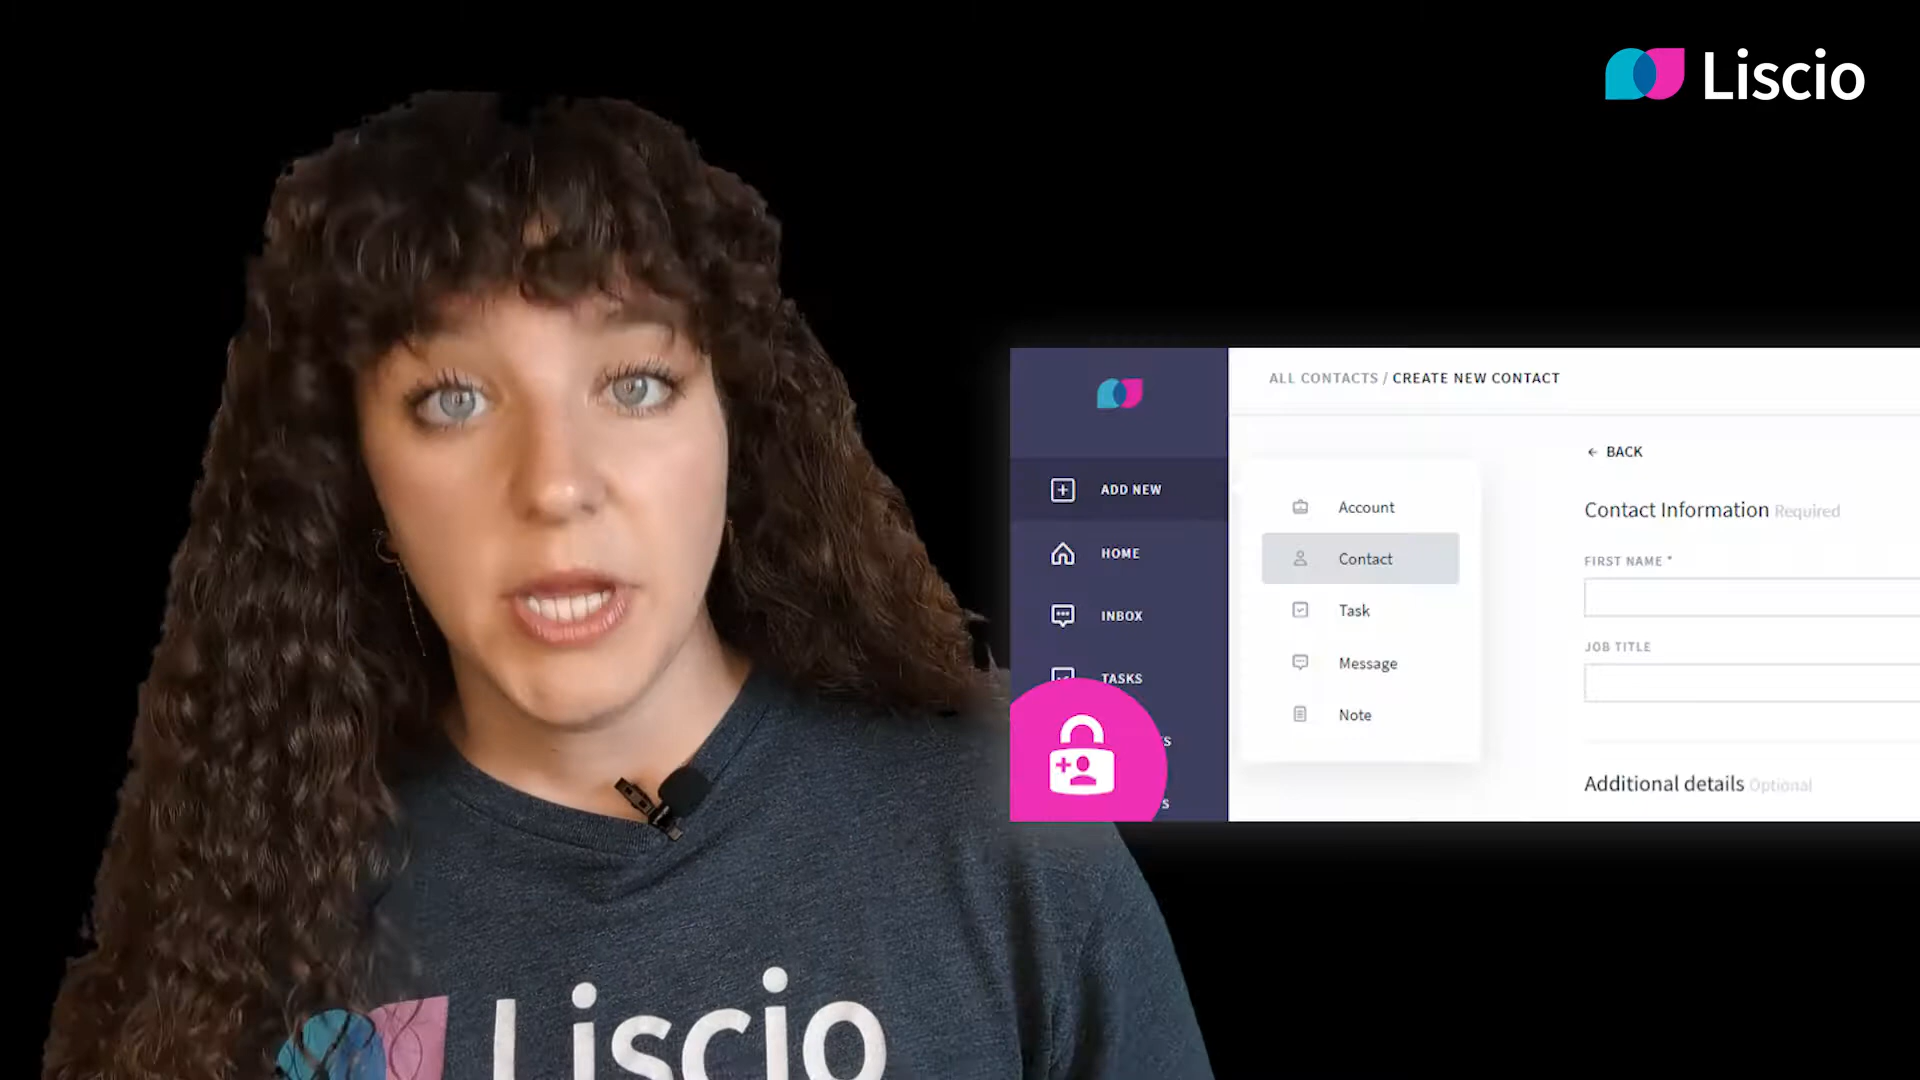 Liscio
ALL CONTACTS / CREATE NEW CONTACT
BACK
ADD NEW
HOME
INBOX
TASKS
Account
Contact
Task
Message
Note
Contact Information Required
FIRST NAME *
JOB TITLE
Additional details Optional
Liscio